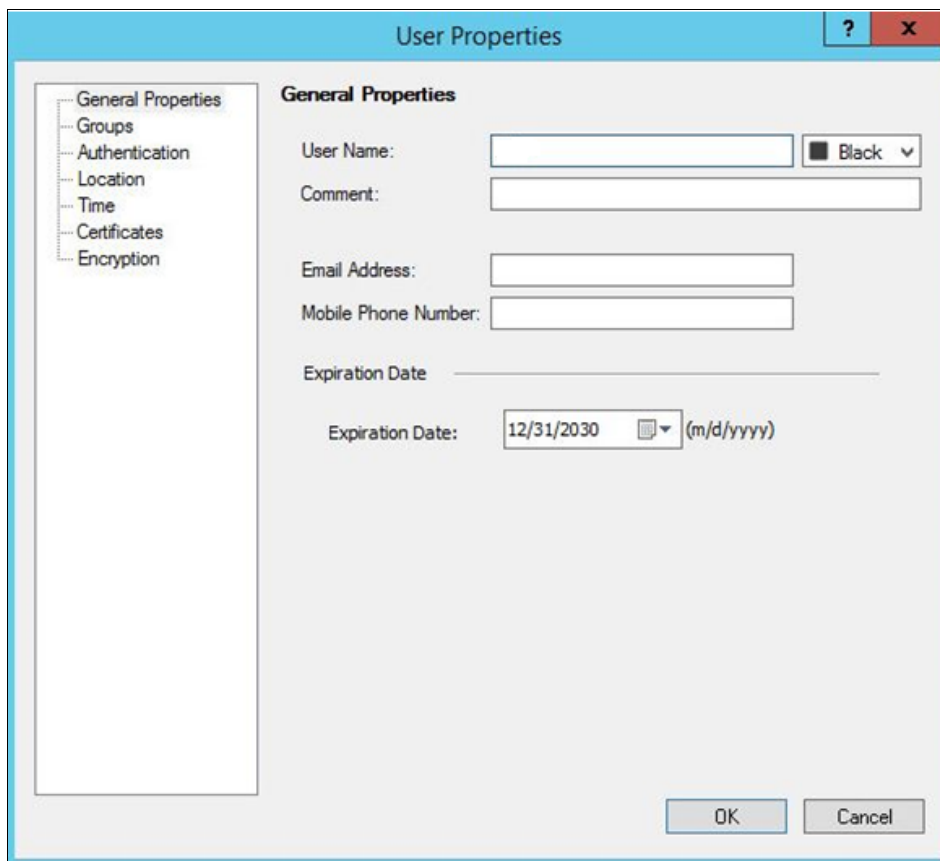 User Properties
? x
General Properties
Groups
Authentication
Location
Time
Certificates
Encryption
General Properties
User Name:
Black
Comment:
Email Address:
Mobile Phone Number:
Expiration Date
Expiration Date: 12/31/2030 (m/d/yyyy)
OK Cancel